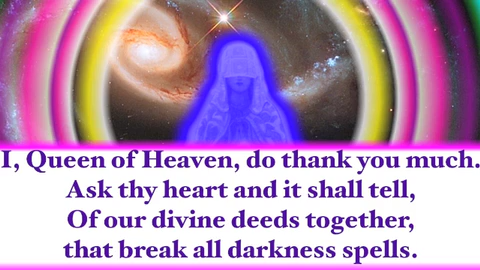 I, Queen of Heaven, do thank you much.
Ask thy heart and it shall tell,
Of our divine deeds together,
that break all darkness spells.